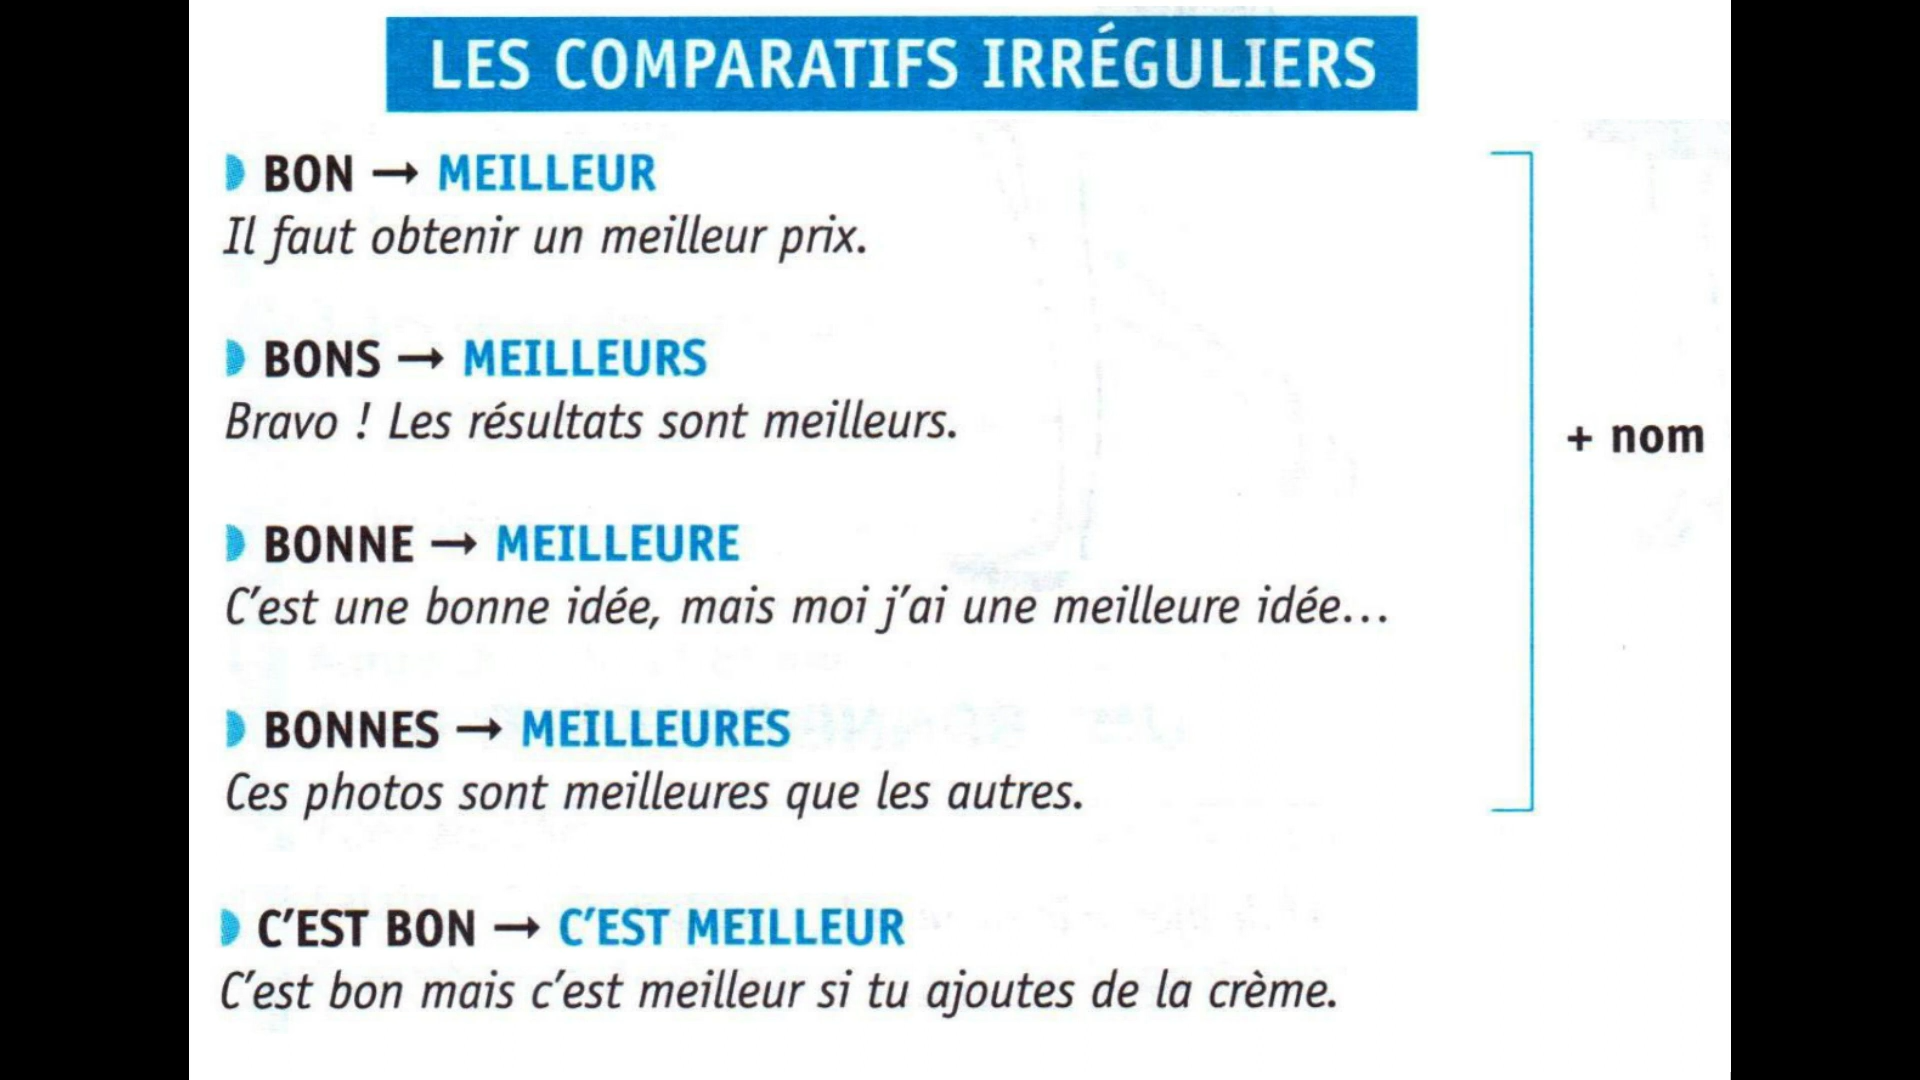 LES COMPARATIFS IRRÉGULIERS
BON → MEILLEUR
Il faut obtenir un meilleur prix.
BONS → MEILLEURS
Bravo ! Les résultats sont meilleurs.
BONNE → MEILLEURE
C'est une bonne idée, mais moi j'ai une meilleure idée...
BONNES → MEILLEURES
Ces photos sont meilleures que les autres.
+ nom
C'EST BON → C'EST MEILLEUR
C'est bon mais c'est meilleur si tu ajoutes de la crème.